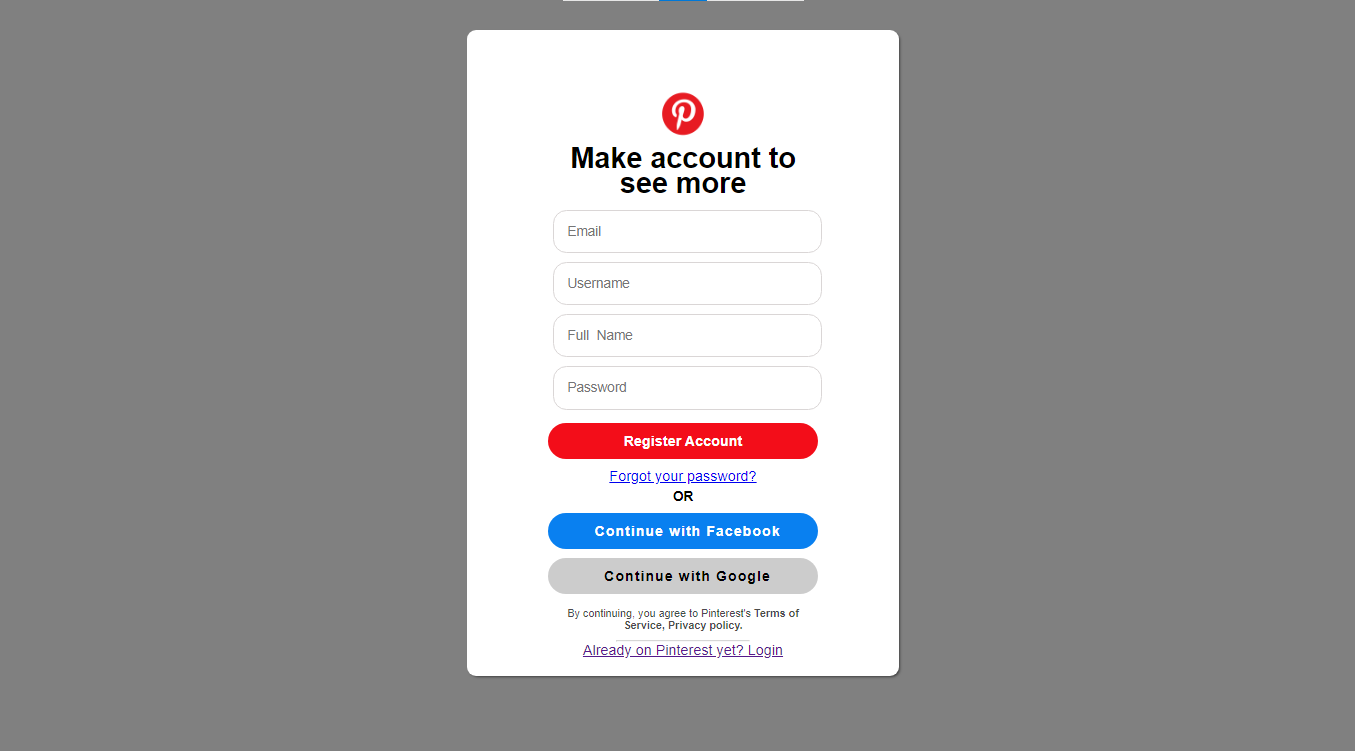 Make account to
see more
Email
Username
Full  Name
Password
Register Account
Forgot your password?
OR
Continue with Facebook
Continue with Google
By continuing, you agree to Pinterest's Terms of
Service, Privacy policy.
Already on Pinterest yet? Login